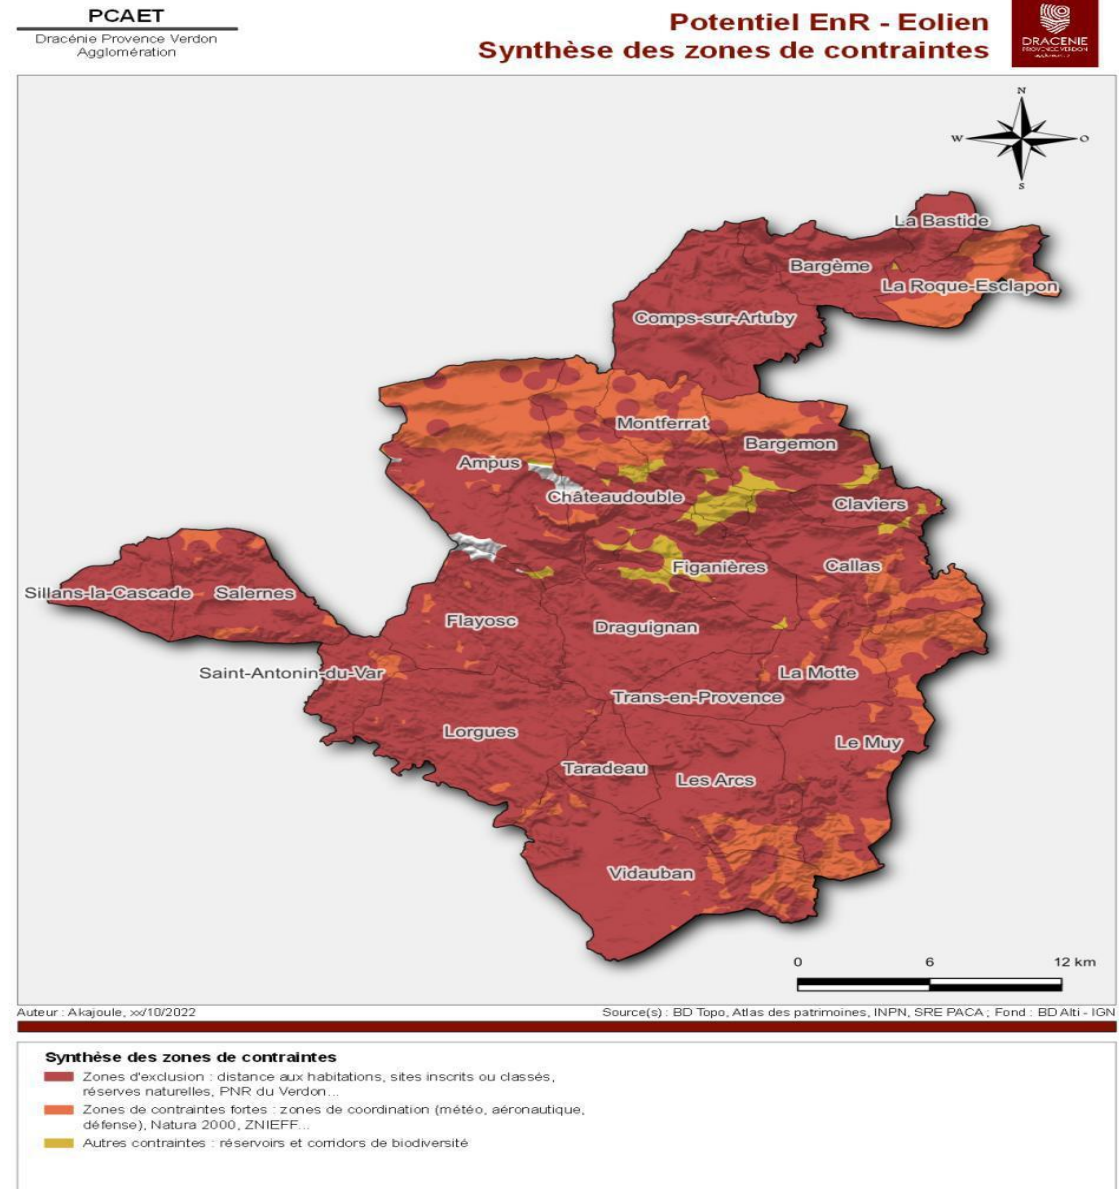 PCAET
Dracénie Provence Verdon
Agglomération
Potentiel EnR - Eolien
Synthèse des zones de contraintes
DRACENIE
PROVENCE VERDON
N
W
O
S
La Bastide
Bargème
La Roque-Esclapon
Comps-sur-Artuby
Montferrat
Bargemon
Ampus
Châteaudouble
Claviers
Figanières
Callas
Sillans-la-Cascade
Salernes
Flayosc
Draguignan
Saint-Antonin-du-Var
La Motte
Trans-en-Provence
Lorgues
Le Muy
Taradeau
Les Arcs
Vidauban
0 6 12 km
Auteur : Akajoule, xx/10/2022
Source(s) : BD Topo, Atlas des patrimoines, INPN, SRE PACA ; Fond : BD Alti - IGN
Synthèse des zones de contraintes
Zones d'exclusion : distance aux habitations, sites inscrits ou classés,
réserves naturelles, PNR du Verdon...
Zones de contraintes fortes : zones de coordination (météo, aéronautique,
défense), Natura 2000, ZNIEFF...
Autres contraintes : réservoirs et corridors de biodiversité